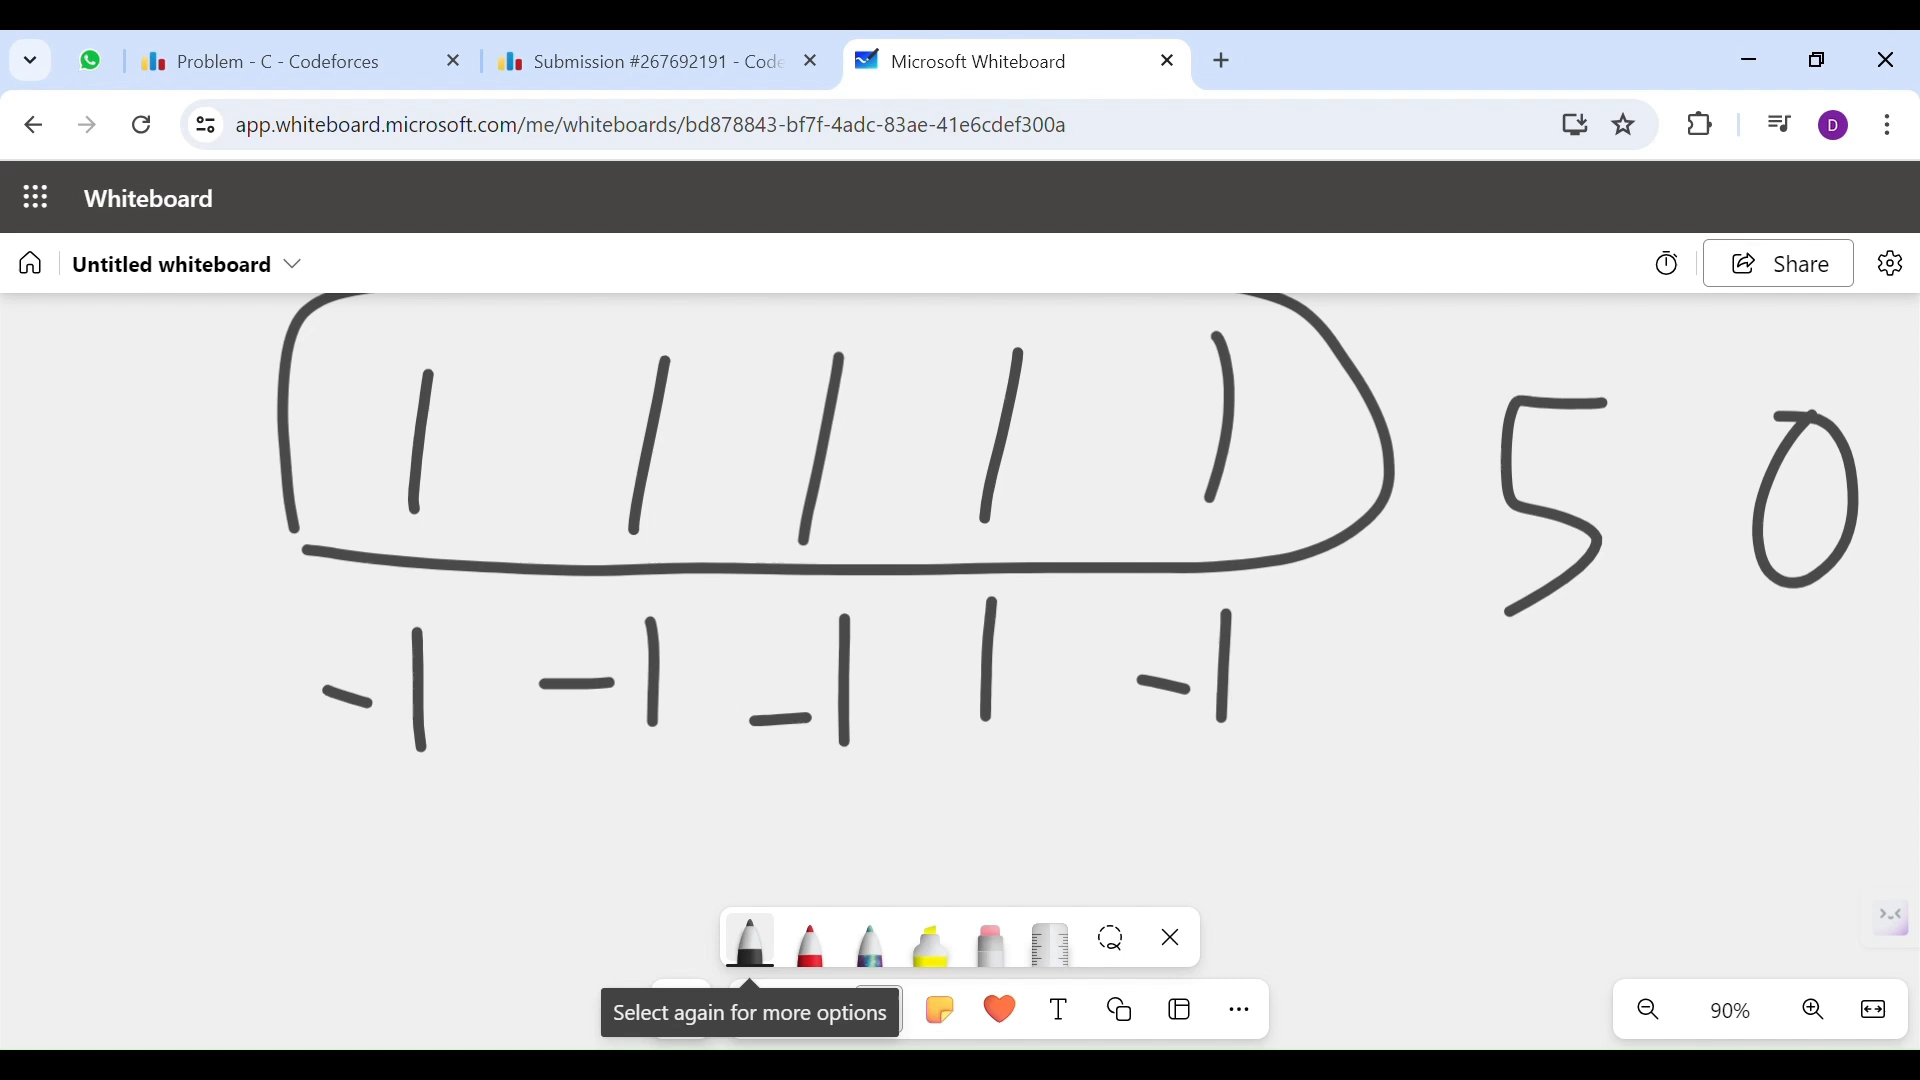 Problem - C - Codeforces
Submission #267692191 - Code
Microsoft Whiteboard
app.whiteboard.microsoft.com/me/whiteboards/bd878843-bf7f-4adc-83ae-41e6cdef300a
D
Whiteboard
Untitled whiteboard
Share
1 1 1 1 1 5 0
-1 -1 -1 1 -1
Select again for more options
T
90%